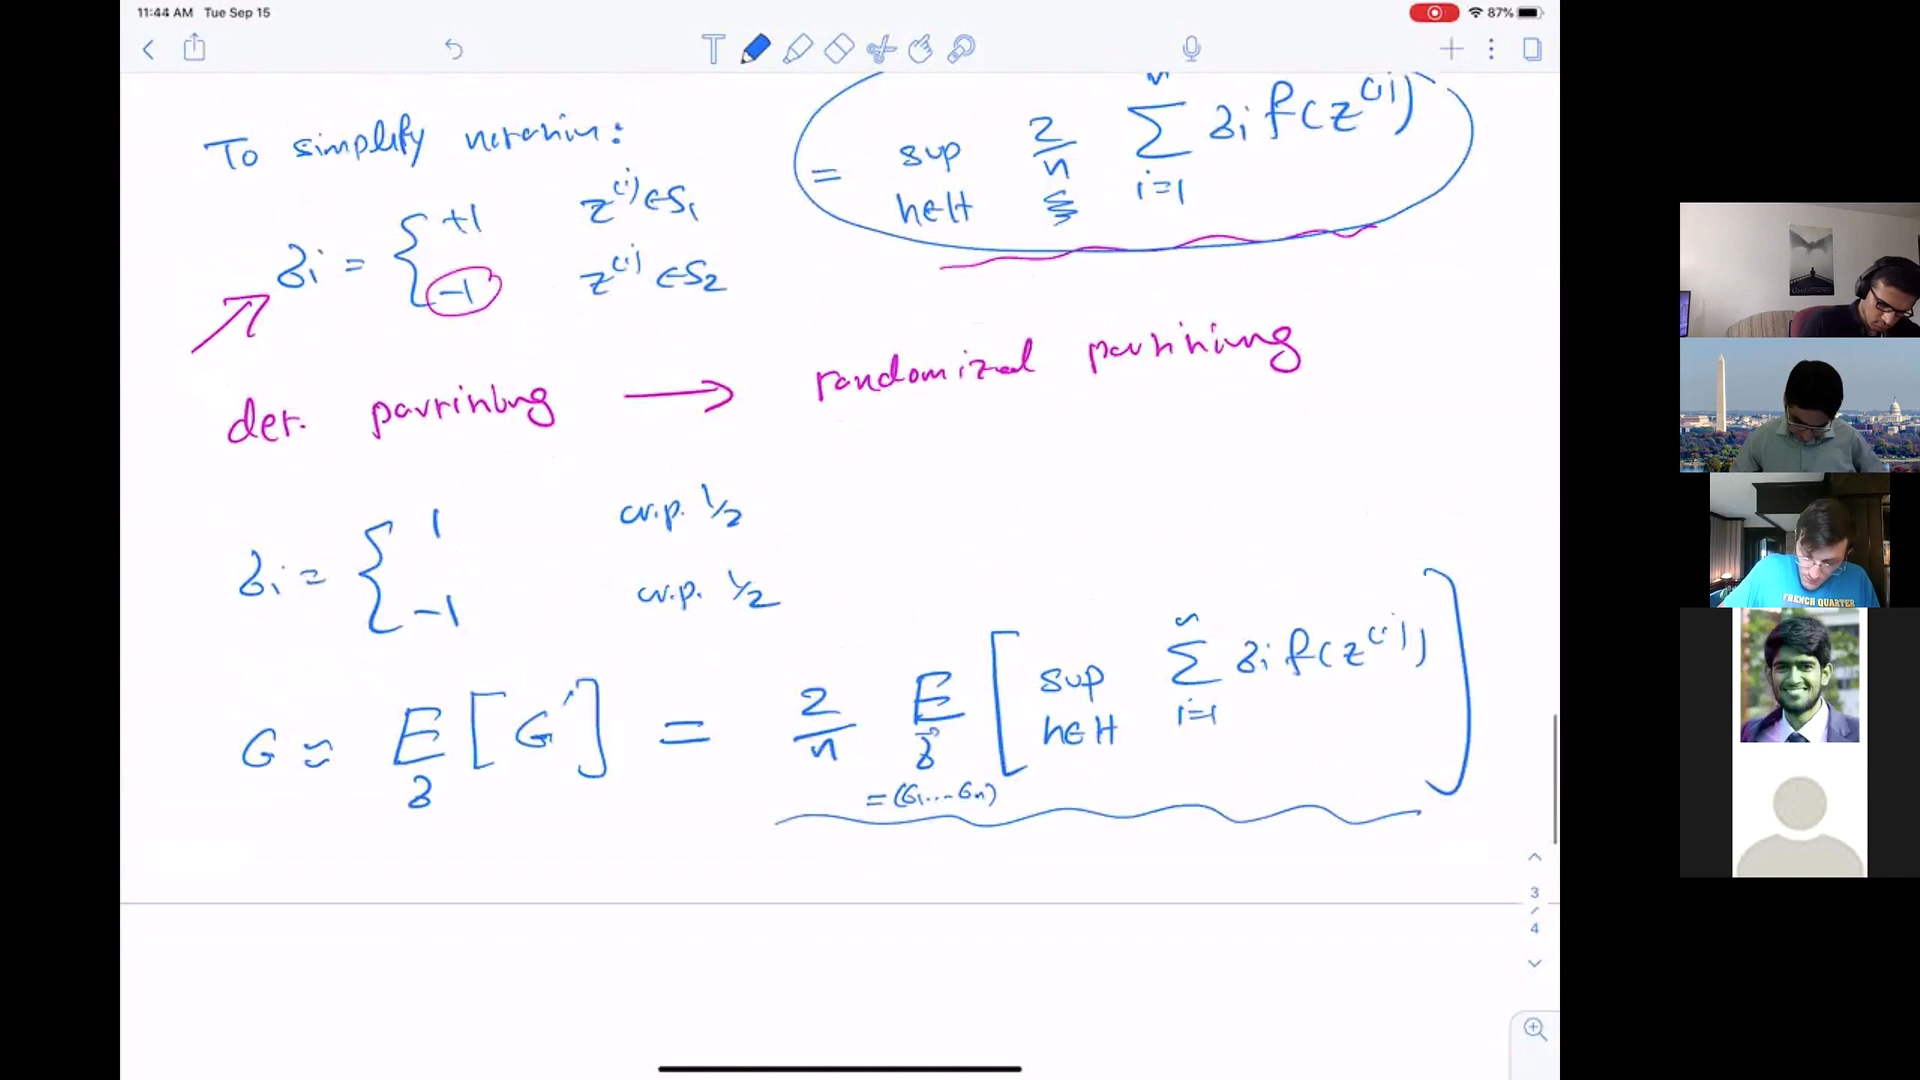 11:44 AM Tue Sep 15
87%
To simplify notation:
= sup 2/n ∑ σi f(z^(i))
h∈H i=1
σi = { +1 z^(i) ∈ S1
-1 z^(i) ∈ S2
det. partitioning → randomized partitioning
σi = { 1 w.p. 1/2
-1 w.p. 1/2
G ≈ E [G'] = 2/n E [ sup ∑ σi f(z^(i)) ]
σ σ h∈H i=1 n
= (σ1...σn)
3
4
FRENCH QUARTER